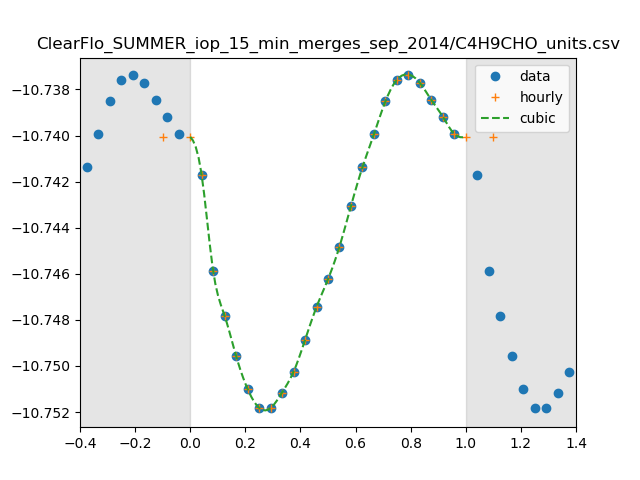 ClearFlo_SUMMER_iop_15_min_merges_sep_2014/C4H9CHO_units.csv
data
hourly
cubic
−10.738
−10.740
−10.742
−10.744
−10.746
−10.748
−10.750
−10.752
−0.4 −0.2 0.0 0.2 0.4 0.6 0.8 1.0 1.2 1.4